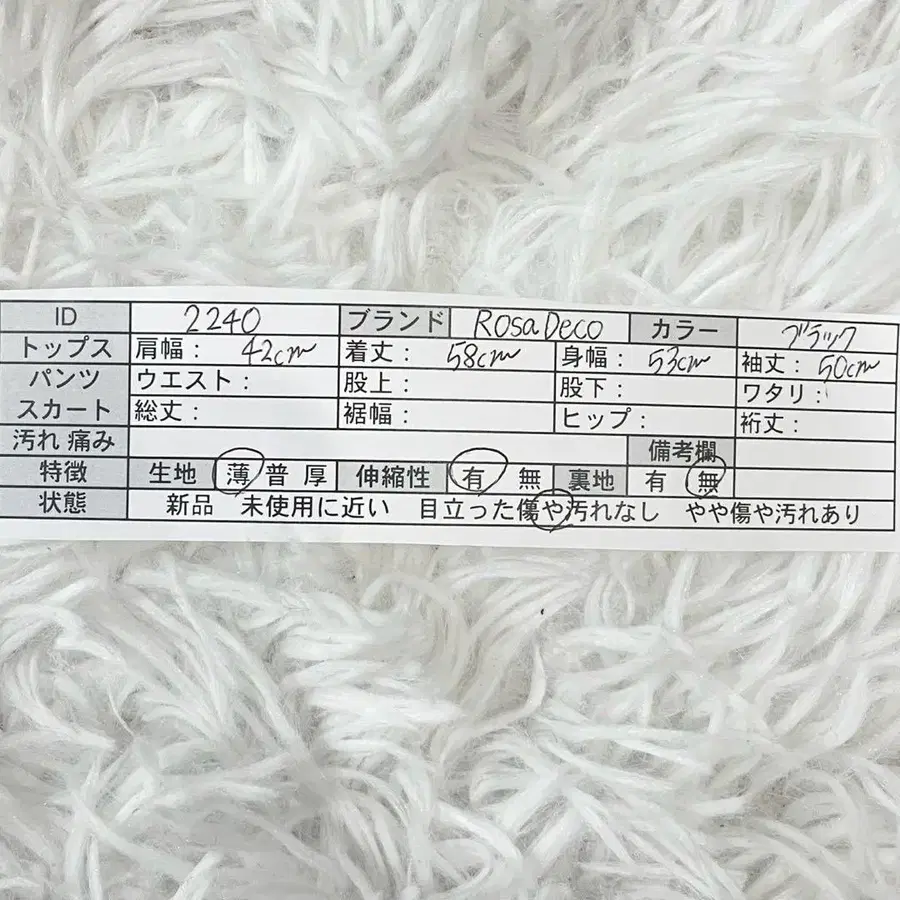 ID 2240 ブランド Rosa Deco カラー ブラック
トップス 肩幅： 42cm 着丈： 58cm 身幅： 53cm 袖丈： 50cm
パンツ ウエスト： 股上： 股下： ワタリ：
スカート 総丈： 裾幅： ヒップ： 裄丈：
汚れ 痛み 備考欄
特徴 生地 薄 普 厚 伸縮性 有 無 裏地 有 無
状態 新品 未使用に近い 目立った傷や汚れなし やや傷や汚れあり